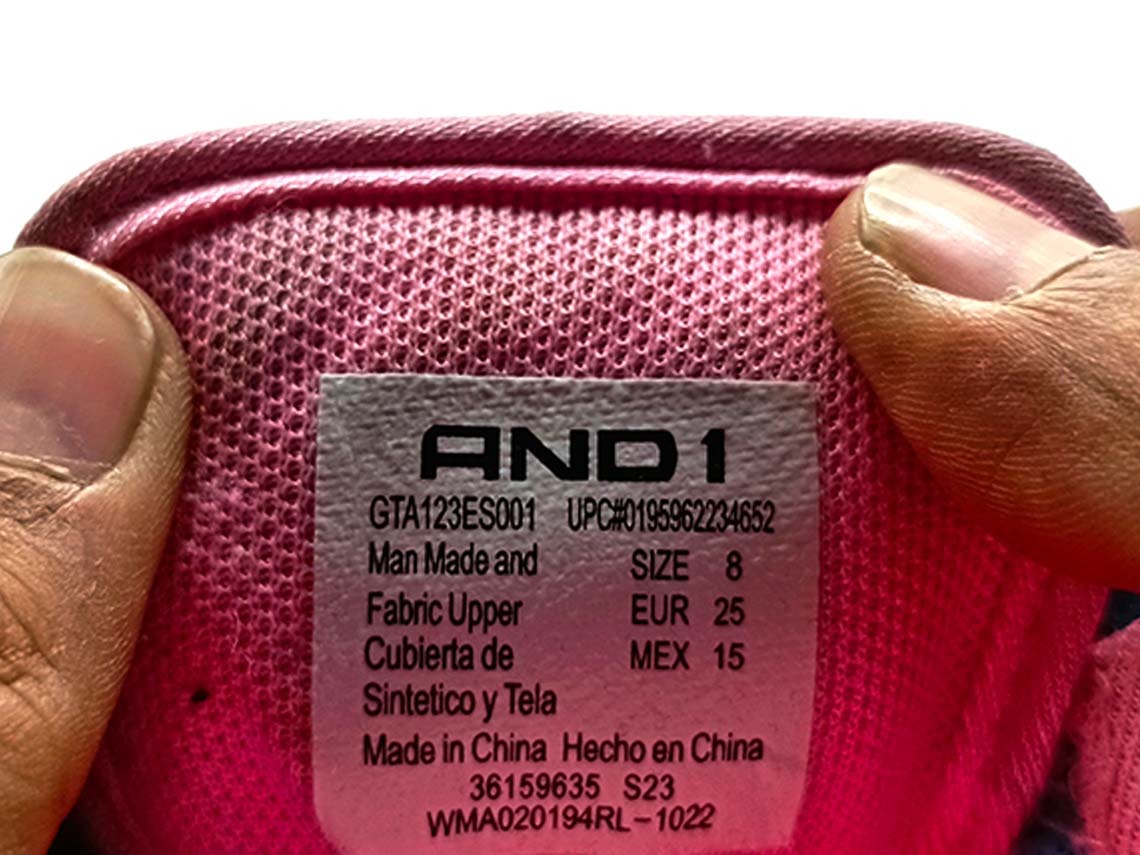 AND1
GTA123ES001 UPC#0195962234652
Man Made and SIZE 8
Fabric Upper EUR 25
Cubierta de MEX 15
Sintetico y Tela
Made in China Hecho en China
36159635 S23
WMA020194RL-1022